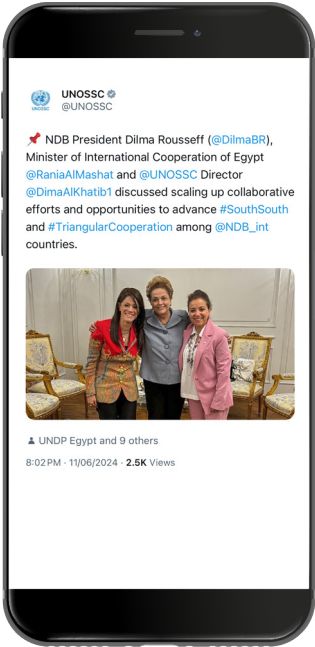 UNOSSC
@UNOSSC
UNOSSC
NDB President Dilma Rousseff (@DilmaBR),
Minister of International Cooperation of Egypt
@RaniaAlMashat and @UNOSSC Director
@DimaAlKhatib1 discussed scaling up collaborative
efforts and opportunities to advance #SouthSouth
and #TriangularCooperation among @NDB_int
countries.
UNDP Egypt and 9 others
8:02 PM · 11/06/2024 · 2.5K Views